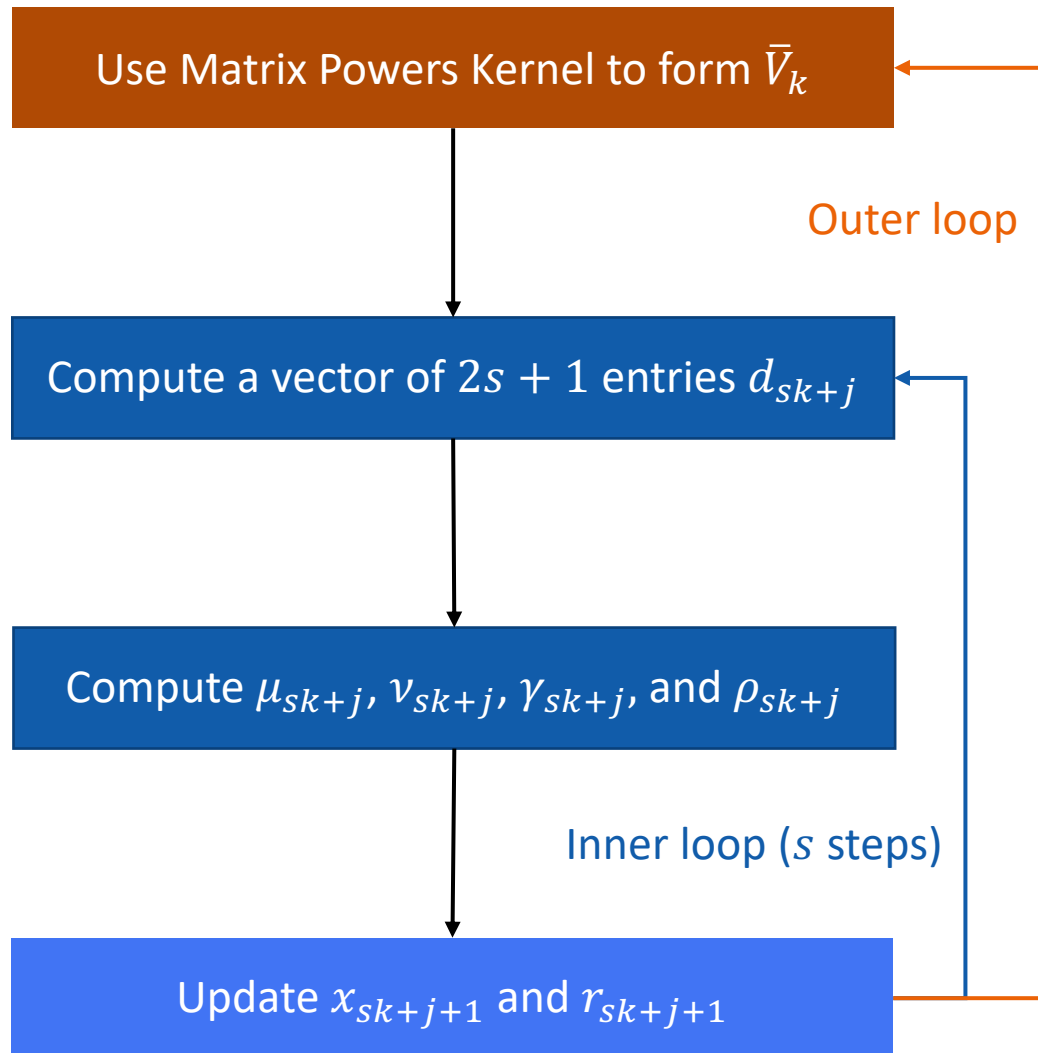 Use Matrix Powers Kernel to form V̄ₖ
Outer loop
Compute a vector of 2s + 1 entries d_{sk+j}
Compute μ_{sk+j}, ν_{sk+j}, γ_{sk+j}, and ρ_{sk+j}
Inner loop (s steps)
Update x_{sk+j+1} and r_{sk+j+1}